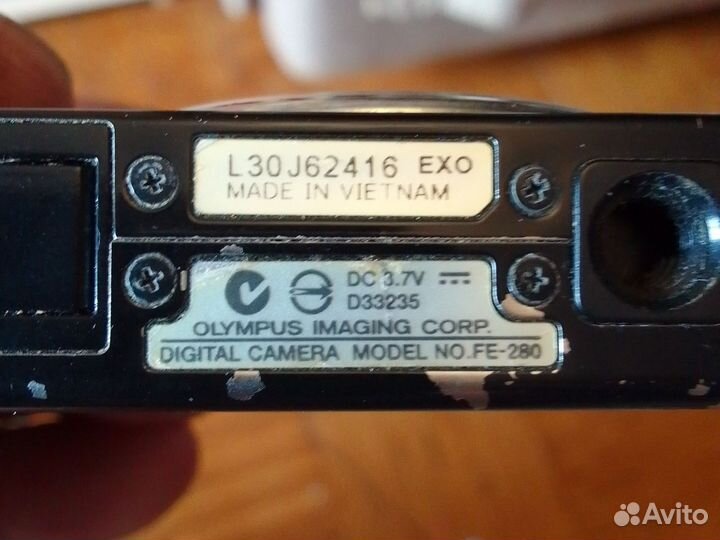 L30J62416 EXO
MADE IN VIETNAM
DC 3.7V
D33235
OLYMPUS IMAGING CORP.
DIGITAL CAMERA MODEL NO.FE-280
Avito